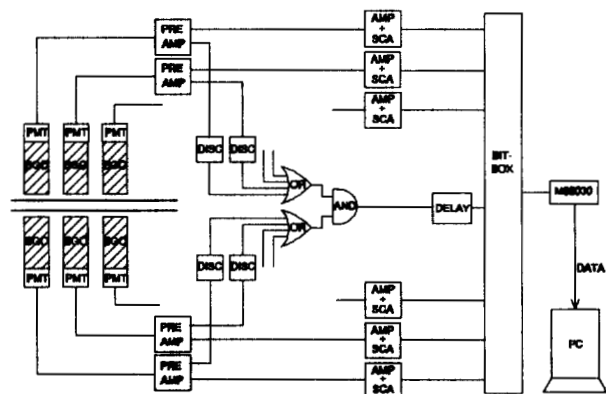 PRE
AMP
AMP
+
SCA
PRE
AMP
AMP
+
SCA
AMP
+
SCA
PMT PMT PMT
BGO BGO BGO
DISC DISC
OR
BIT-
BOX
AND
DELAY
M68030
BGO BGO BGO
OR
PMT PMT PMT
DISC DISC
DATA
AMP
+
SCA
PRE
AMP
AMP
+
SCA
PC
PRE
AMP
AMP
+
SCA